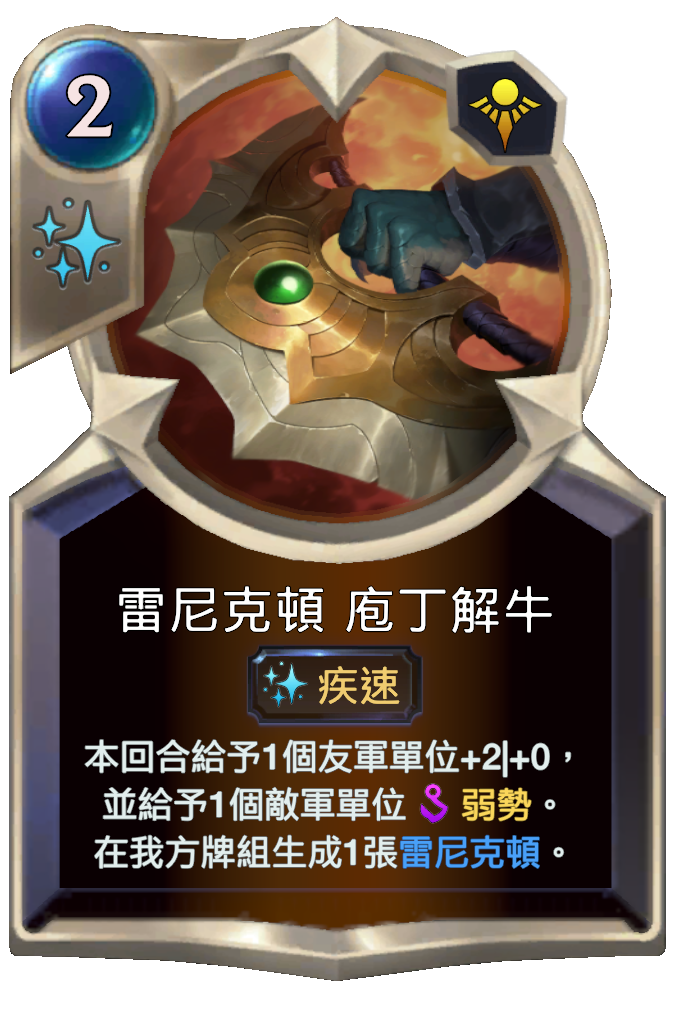 2
雷尼克頓 庖丁解牛
疾速
本回合給予1個友軍單位+2|+0，
並給予1個敵軍單位 弱勢。
在我方牌組生成1張雷尼克頓。